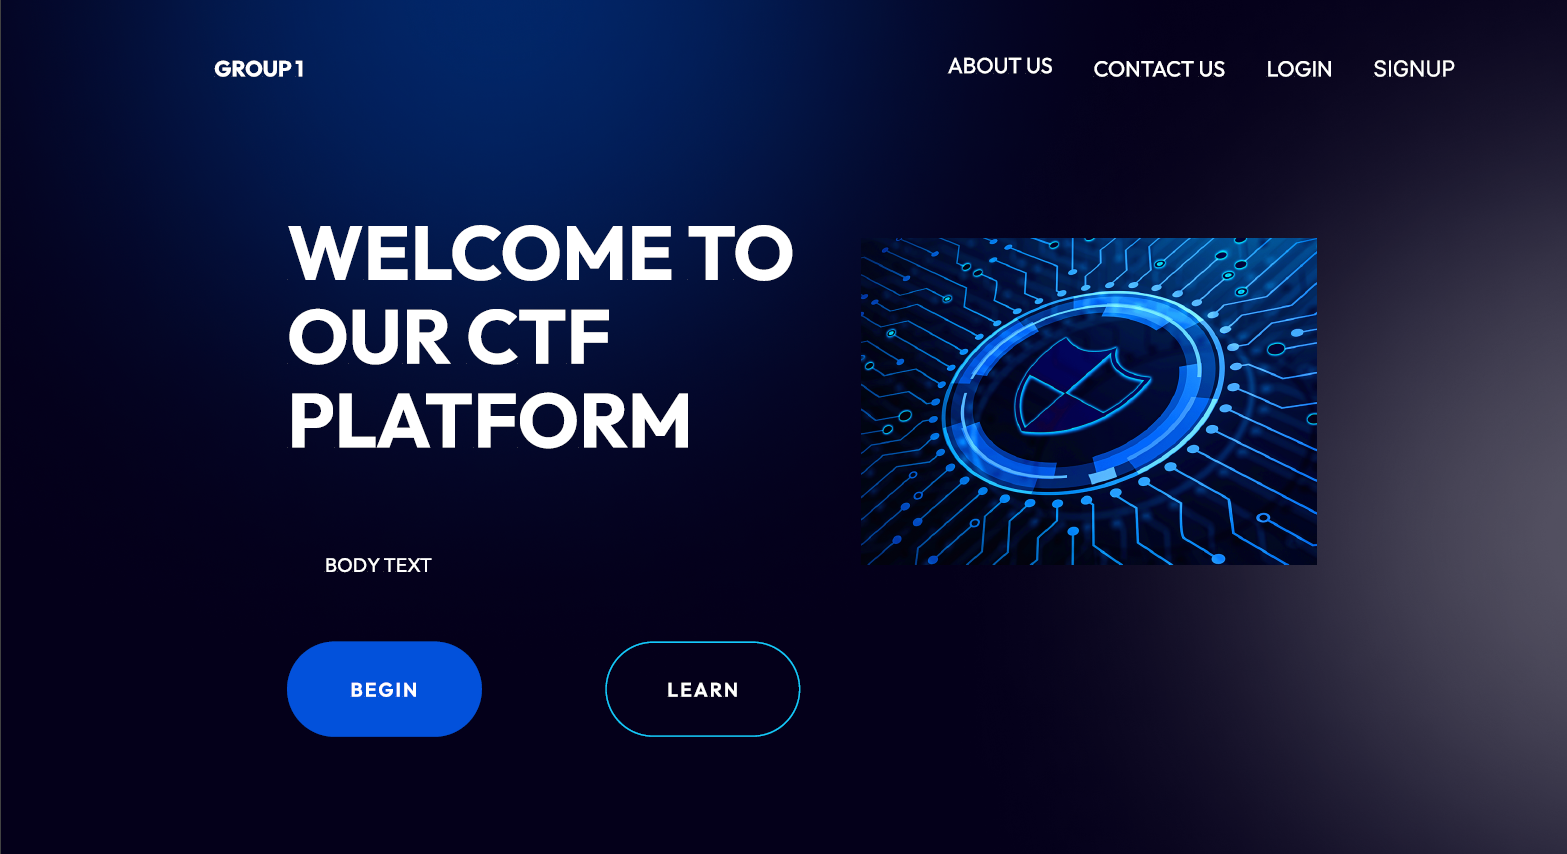 GROUP 1
ABOUT US
CONTACT US
LOGIN
SIGNUP
WELCOME TO
OUR CTF
PLATFORM
BODY TEXT
BEGIN
LEARN